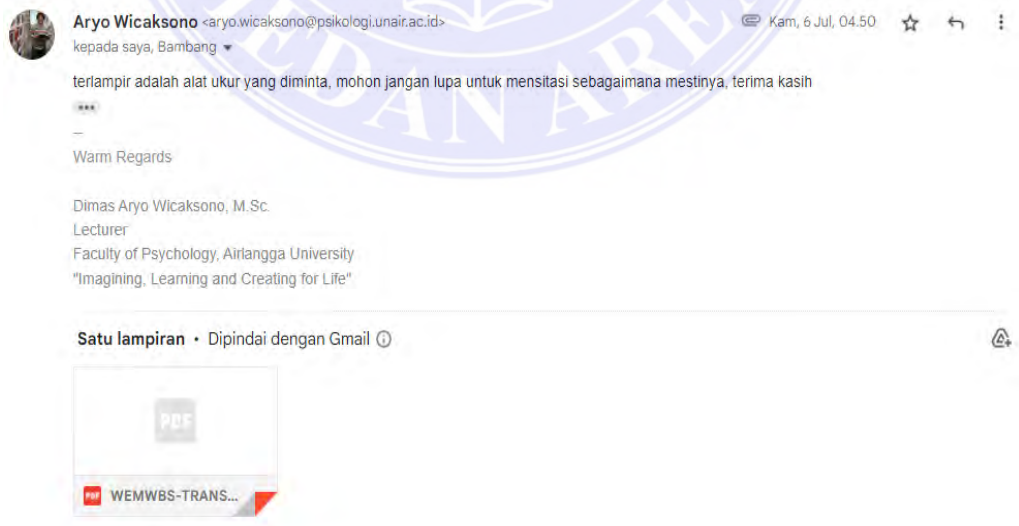 Aryo Wicaksono <aryo.wicaksono@psikologi.unair.ac.id> Kam, 6 Jul, 04.50
kepada saya, Bambang
terlampir adalah alat ukur yang diminta, mohon jangan lupa untuk mensitasi sebagaimana mestinya, terima kasih
...
--
Warm Regards
Dimas Aryo Wicaksono, M.Sc.
Lecturer
Faculty of Psychology, Airlangga University
"Imagining, Learning and Creating for Life"
Satu lampiran • Dipindai dengan Gmail
PDF
PDF WEMWBS-TRANS...
EDAN AREA